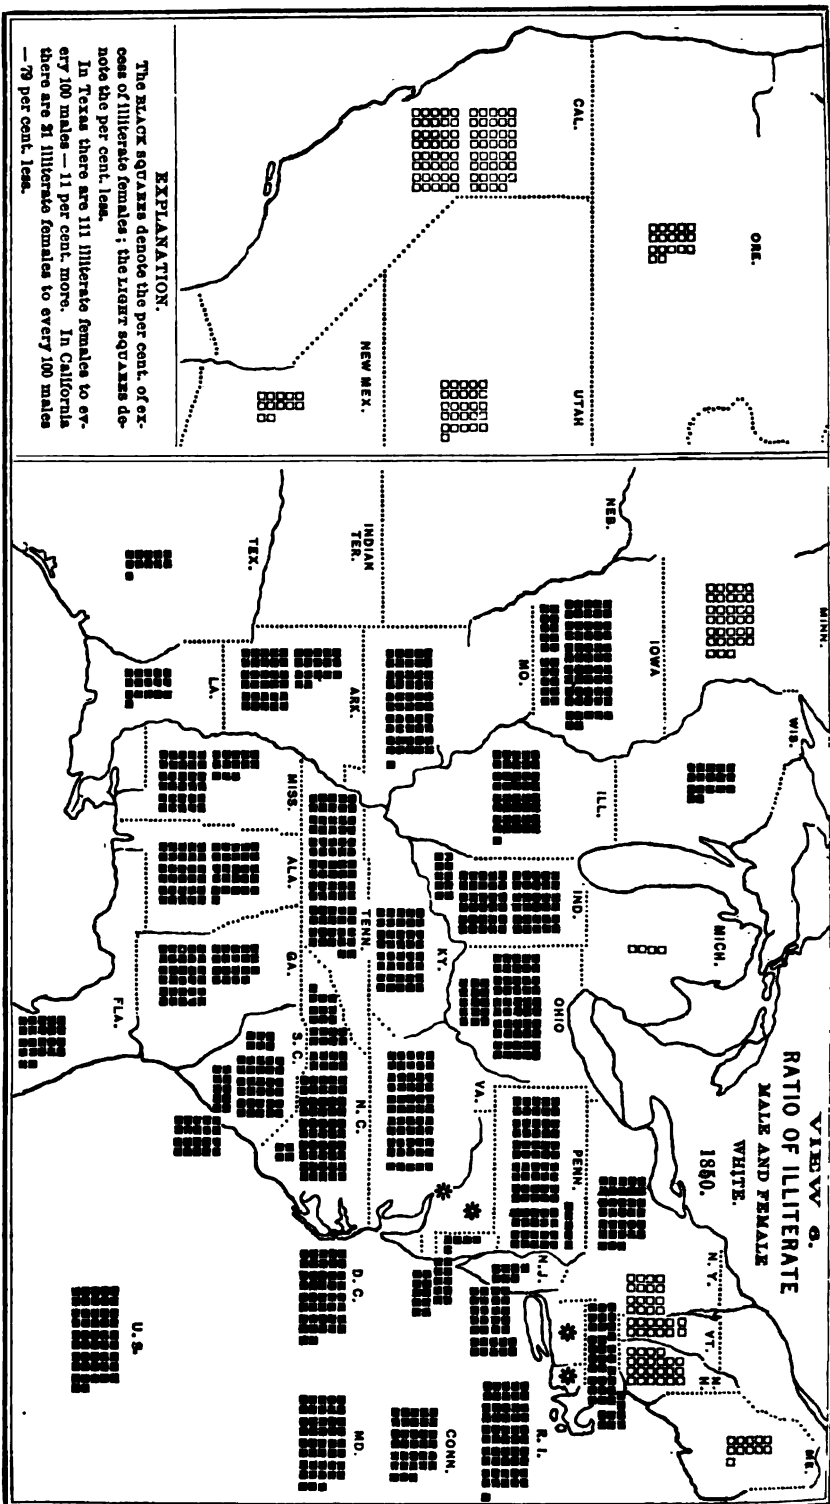 VIEW 6.
RATIO OF ILLITERATE
MALE AND FEMALE
WHITE.
1850.
ORE.
CAL.
UTAH
NEW MEX.
EXPLANATION.
The BLACK SQUARES denote the per cent. of ex-
cess of illiterate females; the LIGHT SQUARES de-
note the per cent. less.
In Texas there are 111 illiterate females to ev-
ery 100 males — 11 per cent. more. In California
there are 21 illiterate females to every 100 males
— 79 per cent. less.
MINN.
WIS.
MICH.
N.Y.
VT.
N.
H.
ME.
NEB.
IOWA
ILL.
IND.
OHIO
PENN.
N.J.
R.I.
MO.
KY.
VA.
CONN.
INDIAN
TER.
ARK.
TENN.
N.C.
D.C.
MD.
TEX.
LA.
MISS.
ALA.
GA.
S.C.
FLA.
U.S.